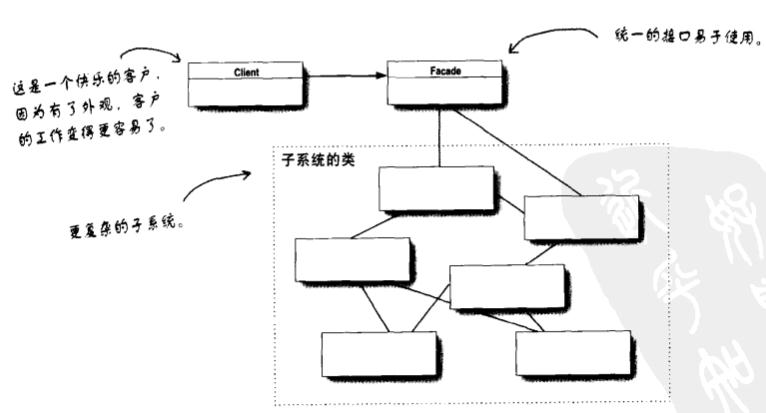 统一的接口易于使用。
这是一个快乐的客户，
因为有了外观，客户
的工作变得更容易了。
Client
Facade
子系统的类
更复杂的子系统。